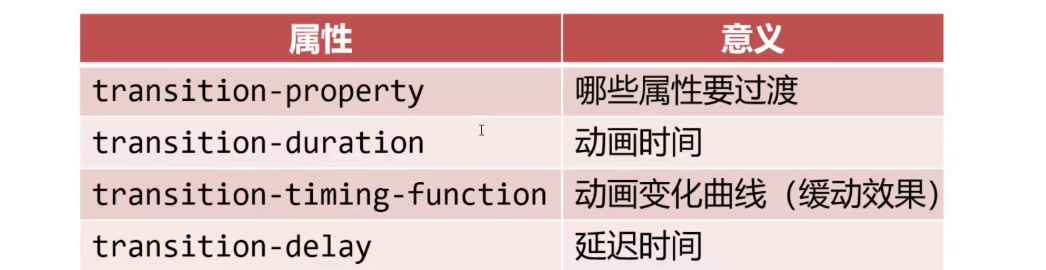 属性 意义
transition-property 哪些属性要过渡
transition-duration 动画时间
transition-timing-function 动画变化曲线（缓动效果）
transition-delay 延迟时间